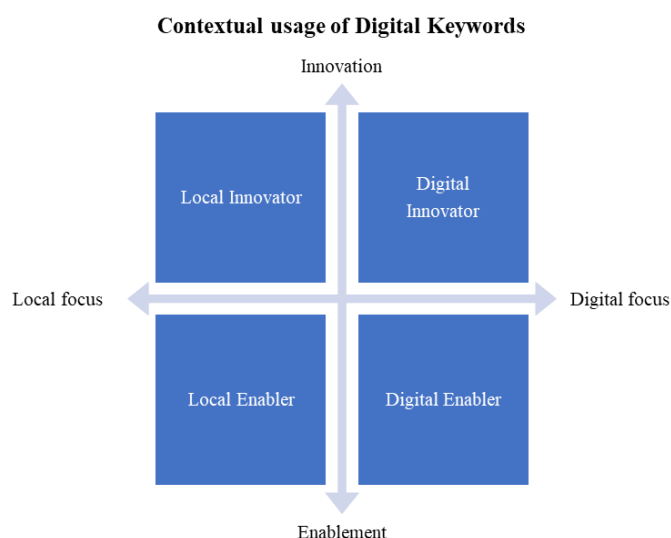 Contextual usage of Digital Keywords
Innovation
Local Innovator
Digital
Innovator
Local focus
Digital focus
Local Enabler
Digital Enabler
Enablement